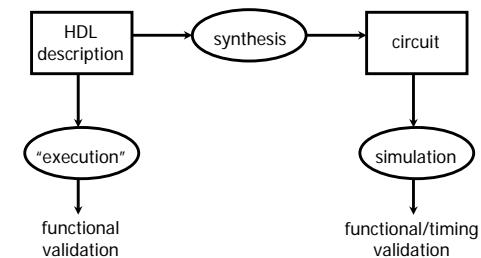 HDL
description
synthesis
circuit
“execution”
simulation
functional
validation
functional/timing
validation